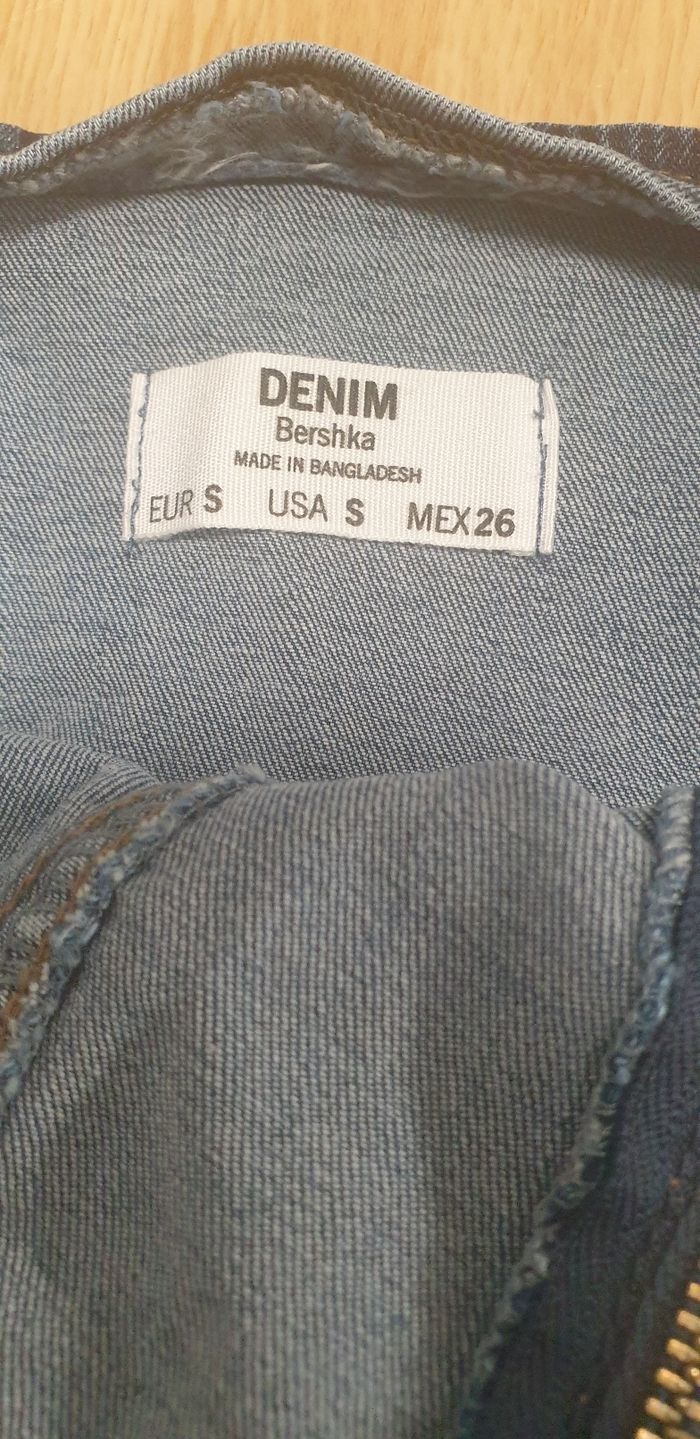 DENIM
Bershka
MADE IN BANGLADESH
EUR S USA S MEX 26